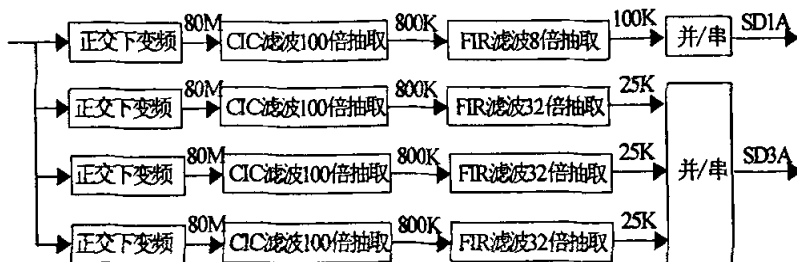 正交下变频 80M CIC滤波100倍抽取 800K FIR滤波8倍抽取 100K 并/串 SD1A
正交下变频 80M CIC滤波100倍抽取 800K FIR滤波32倍抽取 25K
正交下变频 80M CIC滤波100倍抽取 800K FIR滤波32倍抽取 25K 并/串 SD3A
正交下变频 80M CIC滤波100倍抽取 800K FIR滤波32倍抽取 25K